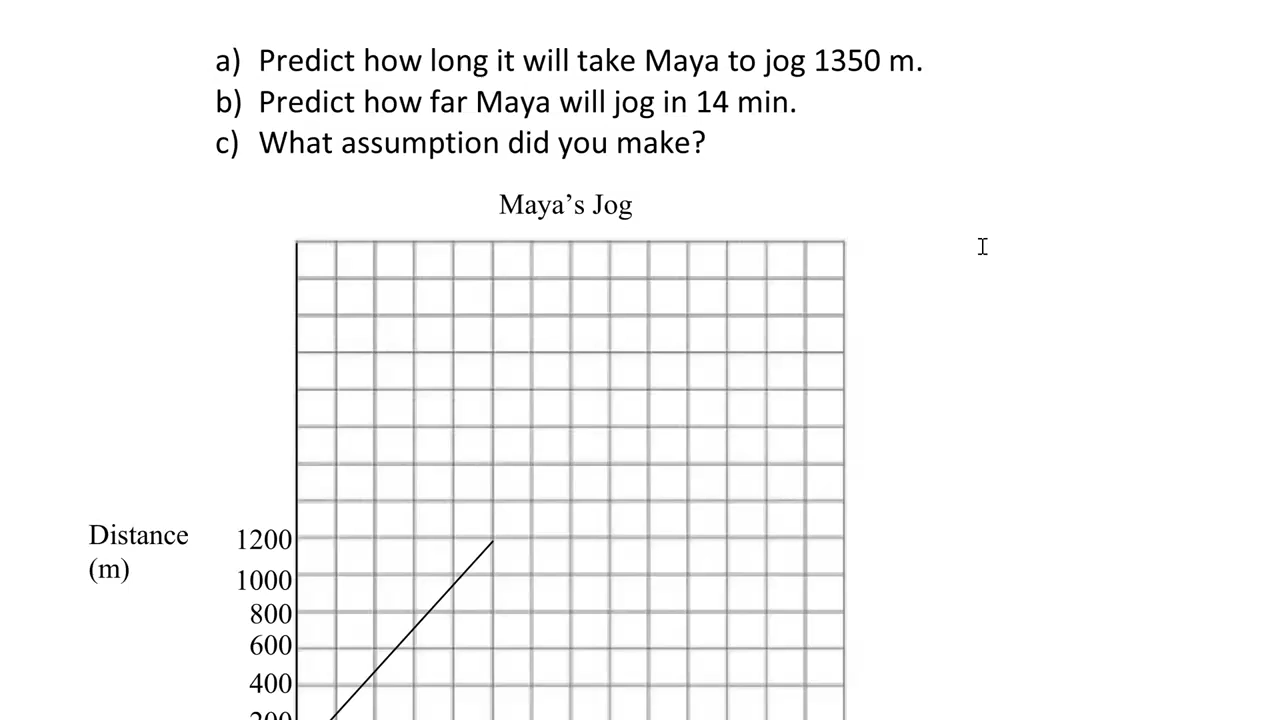 a) Predict how long it will take Maya to jog 1350 m.
b) Predict how far Maya will jog in 14 min.
c) What assumption did you make?
Maya's Jog
Distance
(m)
1200
1000
800
600
400
200